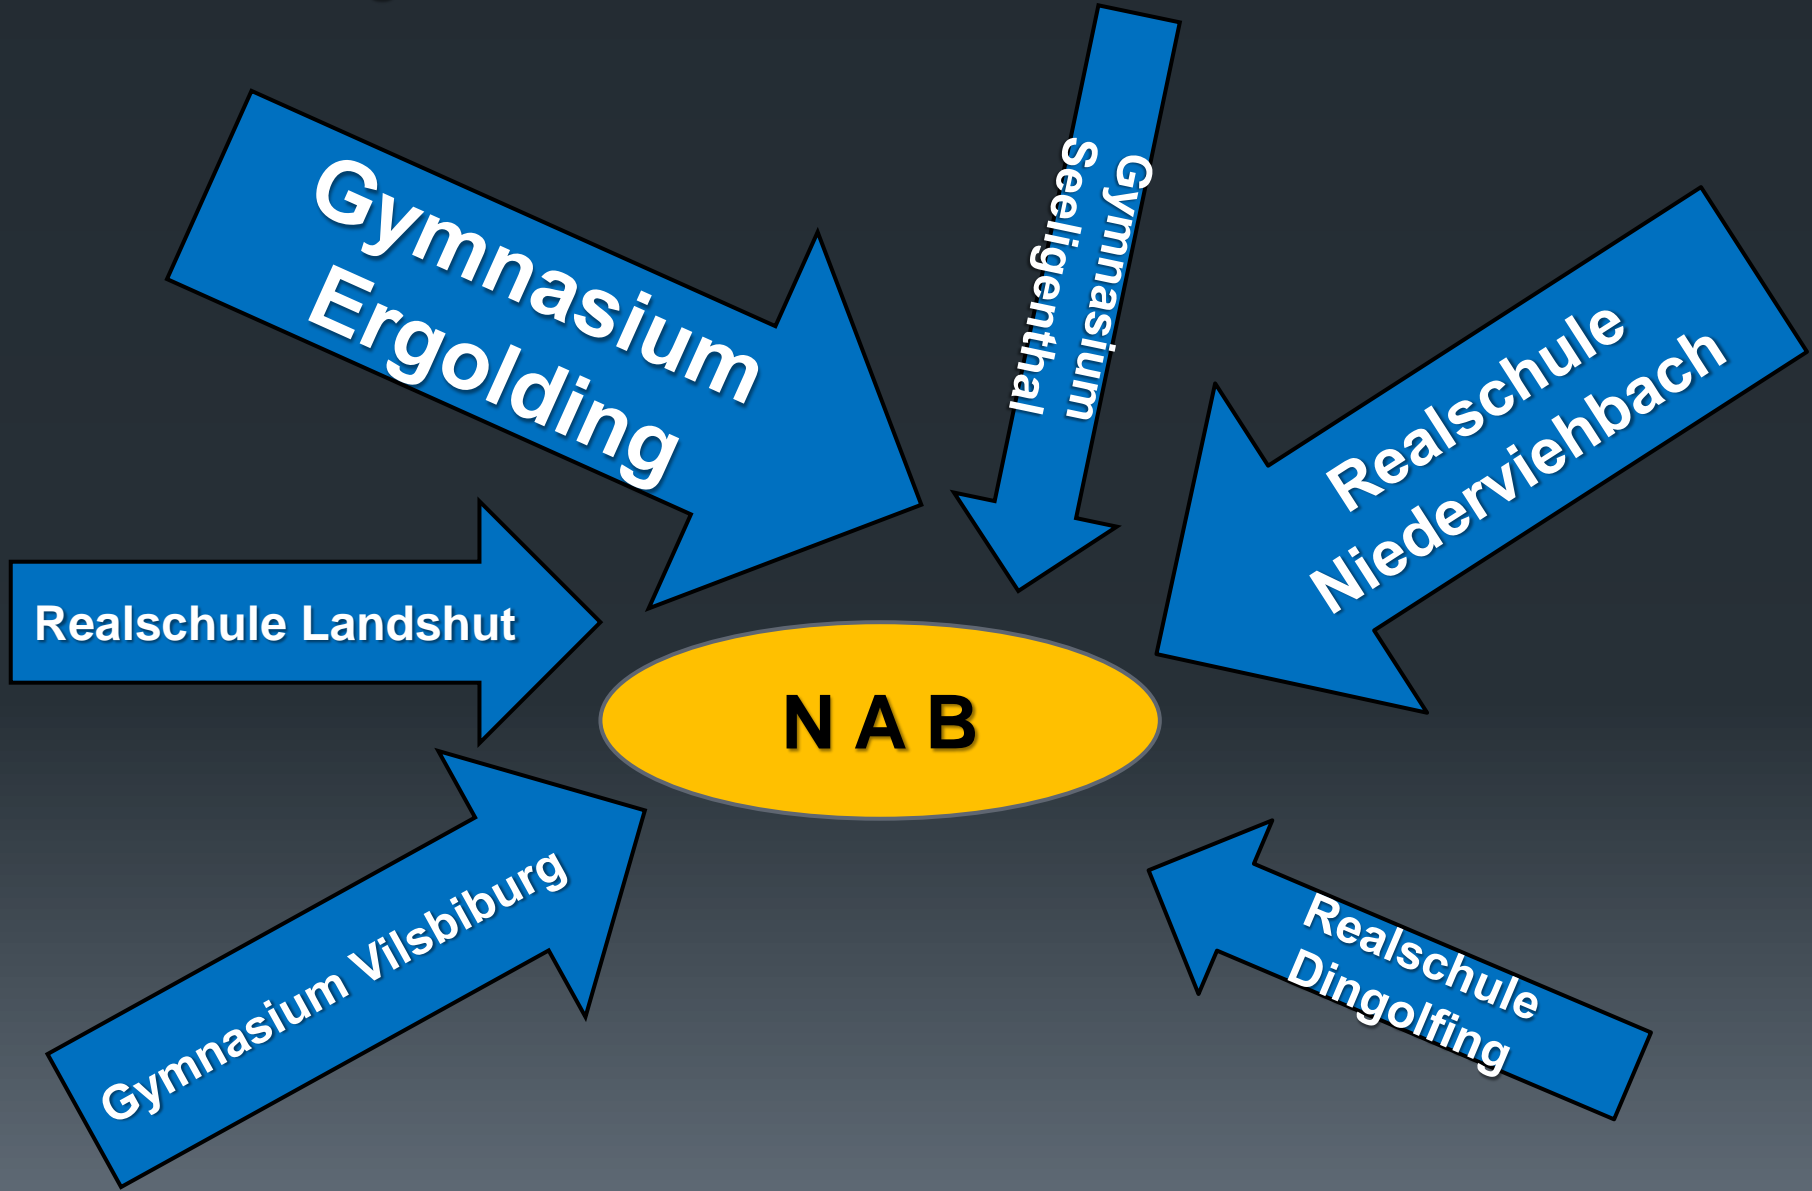 Gymnasium
Ergolding
Gymnasium
Seeligenthal
Realschule
Niederviehbach
Realschule Landshut
N A B
Gymnasium Vilsbiburg
Realschule
Dingolfing